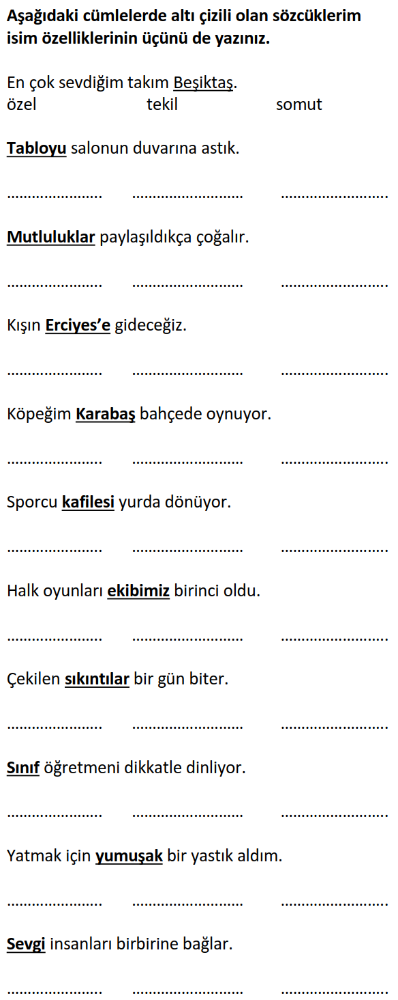 Aşağıdaki cümlelerde altı çizili olan sözcüklerim
isim özelliklerinin üçünü de yazınız.
En çok sevdiğim takım Beşiktaş.
özel tekil somut
Tabloyu salonun duvarına astık.
....................... ........................... ..........................
Mutluluklar paylaşıldıkça çoğalır.
....................... ........................... ..........................
Kışın Erciyes’e gideceğiz.
....................... ........................... ..........................
Köpeğim Karabaş bahçede oynuyor.
....................... ........................... ..........................
Sporcu kafilesi yurda dönüyor.
....................... ........................... ..........................
Halk oyunları ekibimiz birinci oldu.
....................... ........................... ..........................
Çekilen sıkıntılar bir gün biter.
....................... ........................... ..........................
Sınıf öğretmeni dikkatle dinliyor.
....................... ........................... ..........................
Yatmak için yumuşak bir yastık aldım.
....................... ........................... ..........................
Sevgi insanları birbirine bağlar.
....................... ........................... ..........................